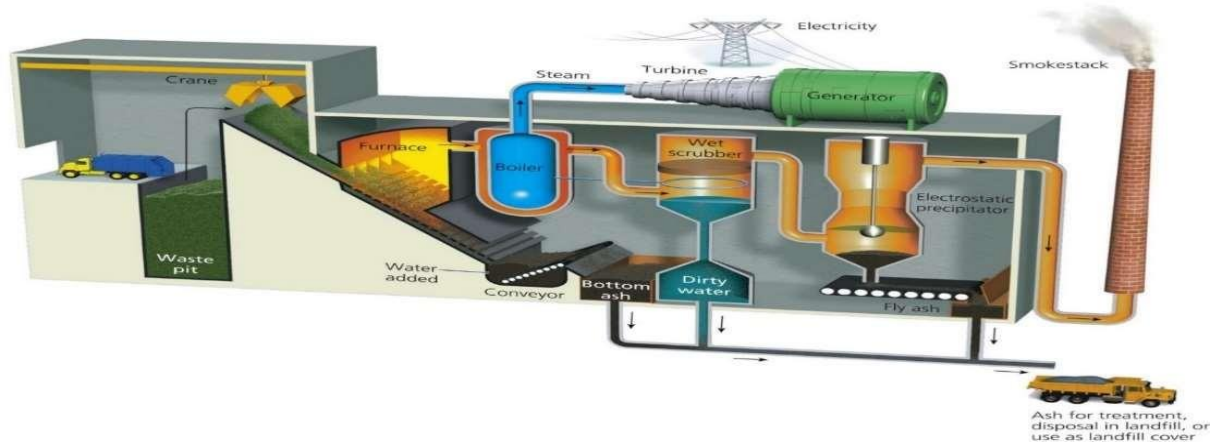 Electricity
Smokestack
Crane
Steam
Turbine
Generator
Furnace
Boiler
Wet
scrubber
Electrostatic
precipitator
Waste
pit
Water
added
Conveyor
Bottom
ash
Dirty
water
Fly ash
Ash for treatment,
disposal in landfill, or
use as landfill cover